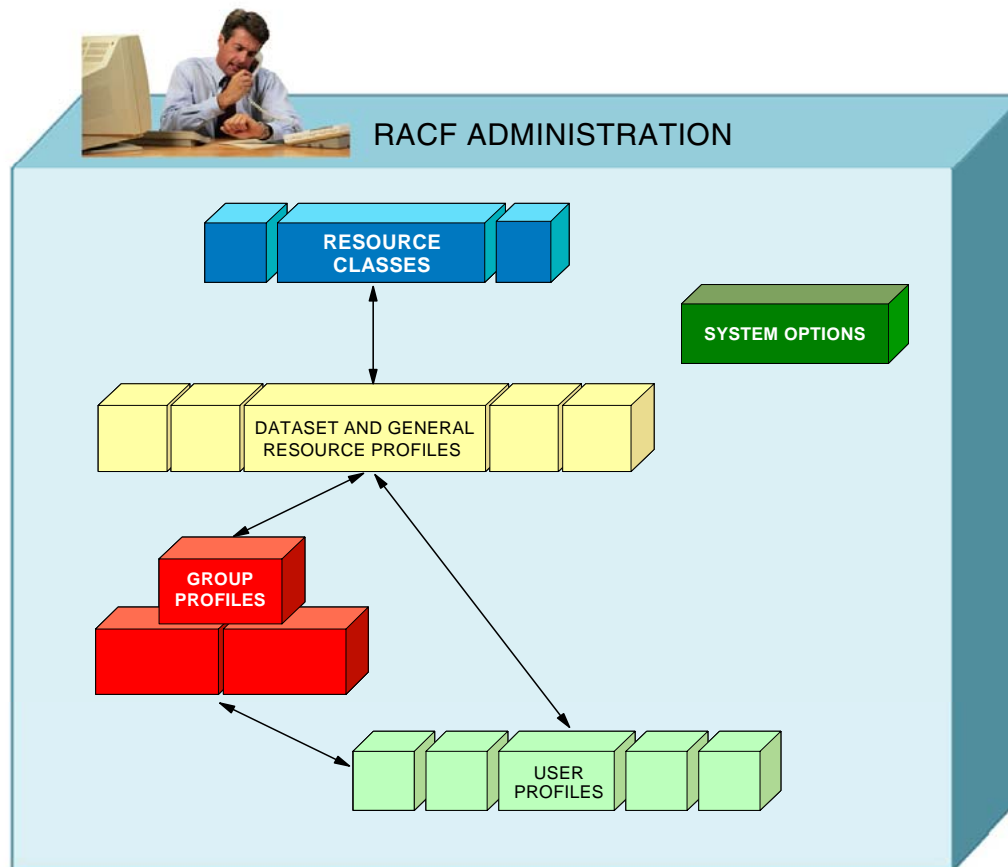 RACF ADMINISTRATION
RESOURCE
CLASSES
SYSTEM OPTIONS
DATASET AND GENERAL
RESOURCE PROFILES
GROUP
PROFILES
USER
PROFILES